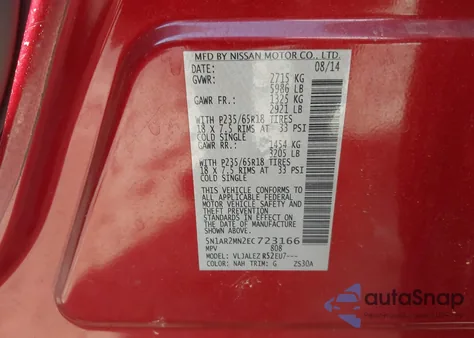 MFD BY NISSAN MOTOR CO., LTD.
DATE: 08/14
GVWR: 2715 KG
5986 LB
GAWR FR: 1325 KG
2921 LB
WITH P235/65R18 TIRES
18 X 7.5 RIMS AT 33 PSI
COLD SINGLE
GAWR RR: 1454 KG
3205 LB
WITH P235/65R18 TIRES
18 X 7.5 RIMS AT 33 PSI
COLD SINGLE
THIS VEHICLE CONFORMS TO ALL
APPLICABLE FEDERAL MOTOR
VEHICLE SAFETY
STANDARDS IN EFFECT ON
THE DATE OF MANUFACTURE
SHOWN ABOVE.
5N1AR2MN2EC723166
MPV 808
MODEL: VLJALEZ R52EU7---
COLOR: NAH TRIM: G ZS30A
autoSnap